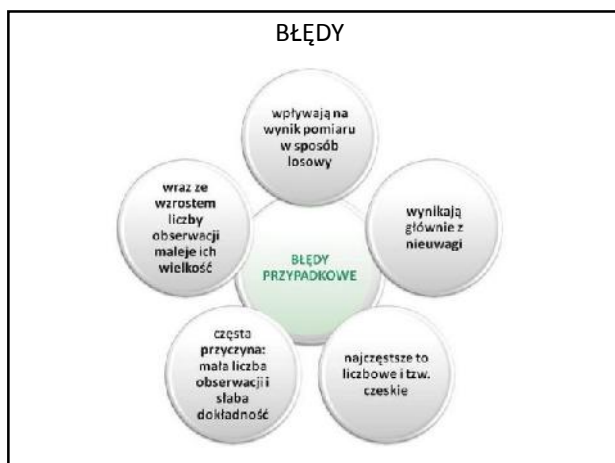 BŁĘDY
wpływają na
wynik pomiaru
w sposób
losowy
wynikają
głównie z
nieuwagi
najczęstsze to
liczbowe i tzw.
czeskie
częsta
przyczyna:
mała liczba
obserwacji i
słaba
dokładność
wraz ze
wzrostem
liczby
obserwacji
maleje ich
wielkość
BŁĘDY
PRZYPADKOWE